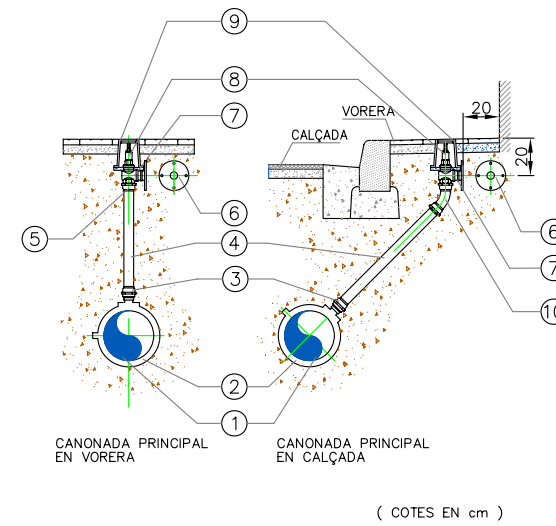 9
8
7
20
VORERA
CALÇADA
20
6
6
5
4
7
3
10
2
1
CANONADA PRINCIPAL
EN VORERA
CANONADA PRINCIPAL
EN CALÇADA
( COTES EN cm )